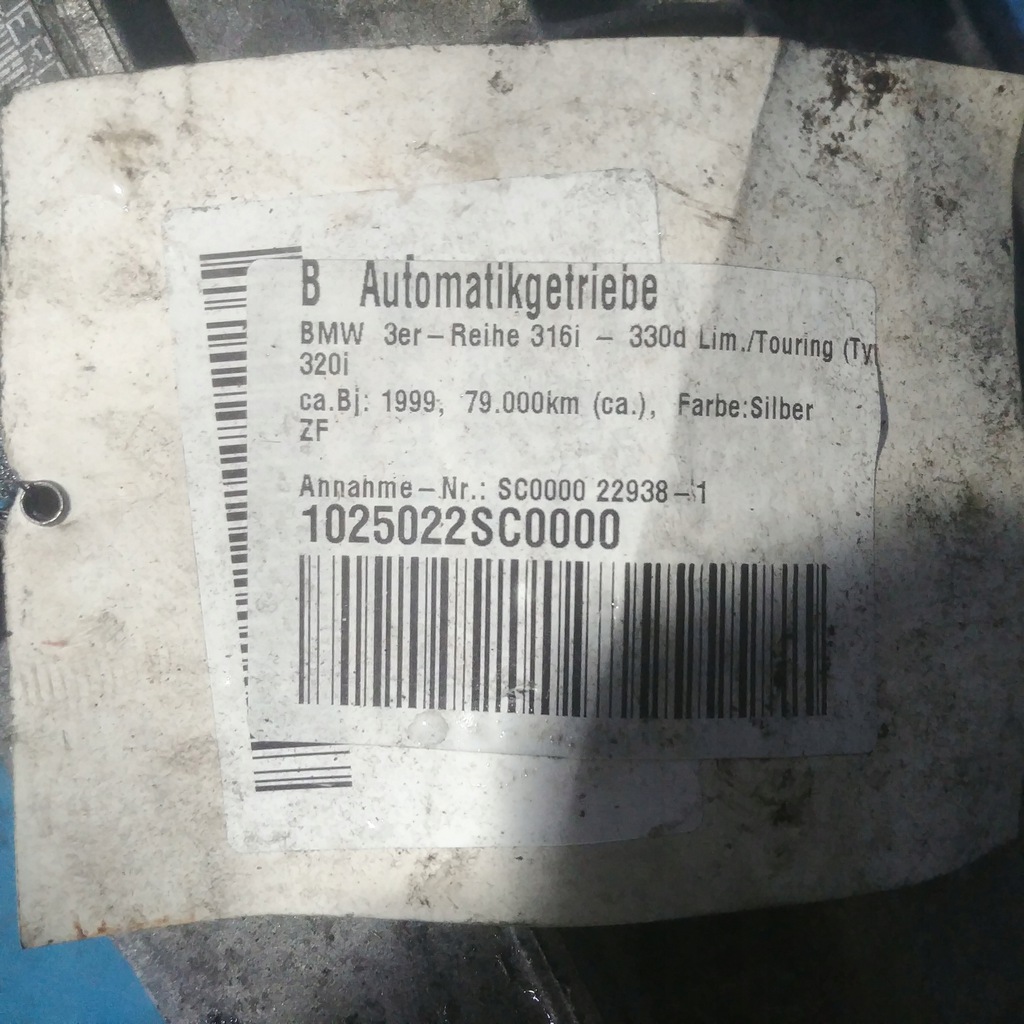 B Automatikgetriebe
BMW 3er-Reihe 316i - 330d Lim./Touring (Ty
320i
ca.Bj: 1999, 79.000km (ca.), Farbe:Silber
ZF
Annahme-Nr.: SC0000 22938-1
1025022SC0000